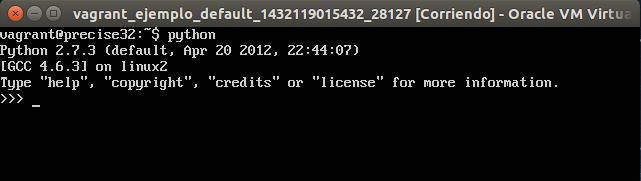 vagrant_ejemplo_default_1432119015432_28127 [Corriendo] - Oracle VM Virtua
vagrant@precise32:~$ python
Python 2.7.3 (default, Apr 20 2012, 22:44:07)
[GCC 4.6.3] on linux2
Type "help", "copyright", "credits" or "license" for more information.
>>> _